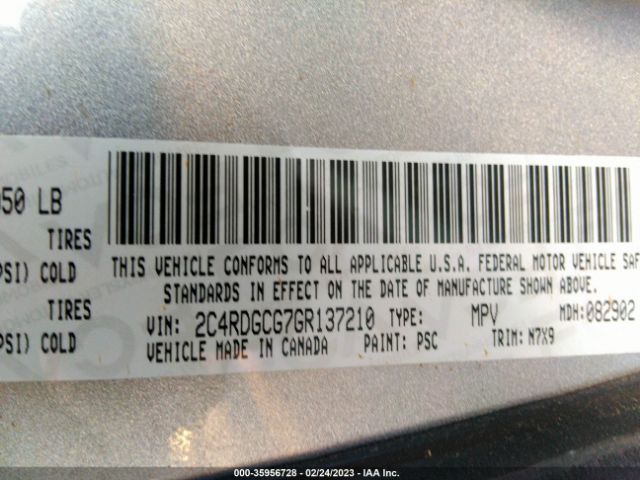 050 LB
TIRES
PSI) COLD
TIRES
PSI) COLD
THIS VEHICLE CONFORMS TO ALL APPLICABLE U.S.A. FEDERAL MOTOR VEHICLE SAF
STANDARDS IN EFFECT ON THE DATE OF MANUFACTURE SHOWN ABOVE.
VIN: 2C4RDGCG7GR137210 TYPE: MPV MDH:082902
VEHICLE MADE IN CANADA PAINT: PSC TRIM: N7X9
000-35956728 - 02/24/2023 - IAA Inc.